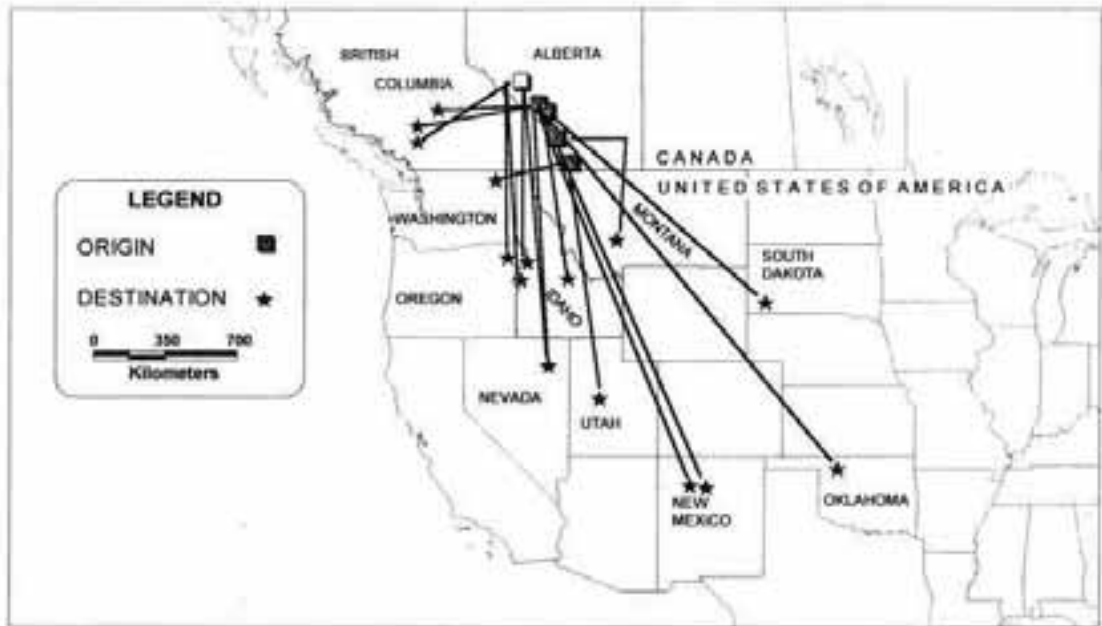 BRITISH
COLUMBIA
ALBERTA
CANADA
UNITED STATES OF AMERICA
LEGEND
ORIGIN
DESTINATION
0 350 700
Kilometers
WASHINGTON
MONTANA
OREGON
IDAHO
SOUTH
DAKOTA
NEVADA
UTAH
NEW
MEXICO
OKLAHOMA